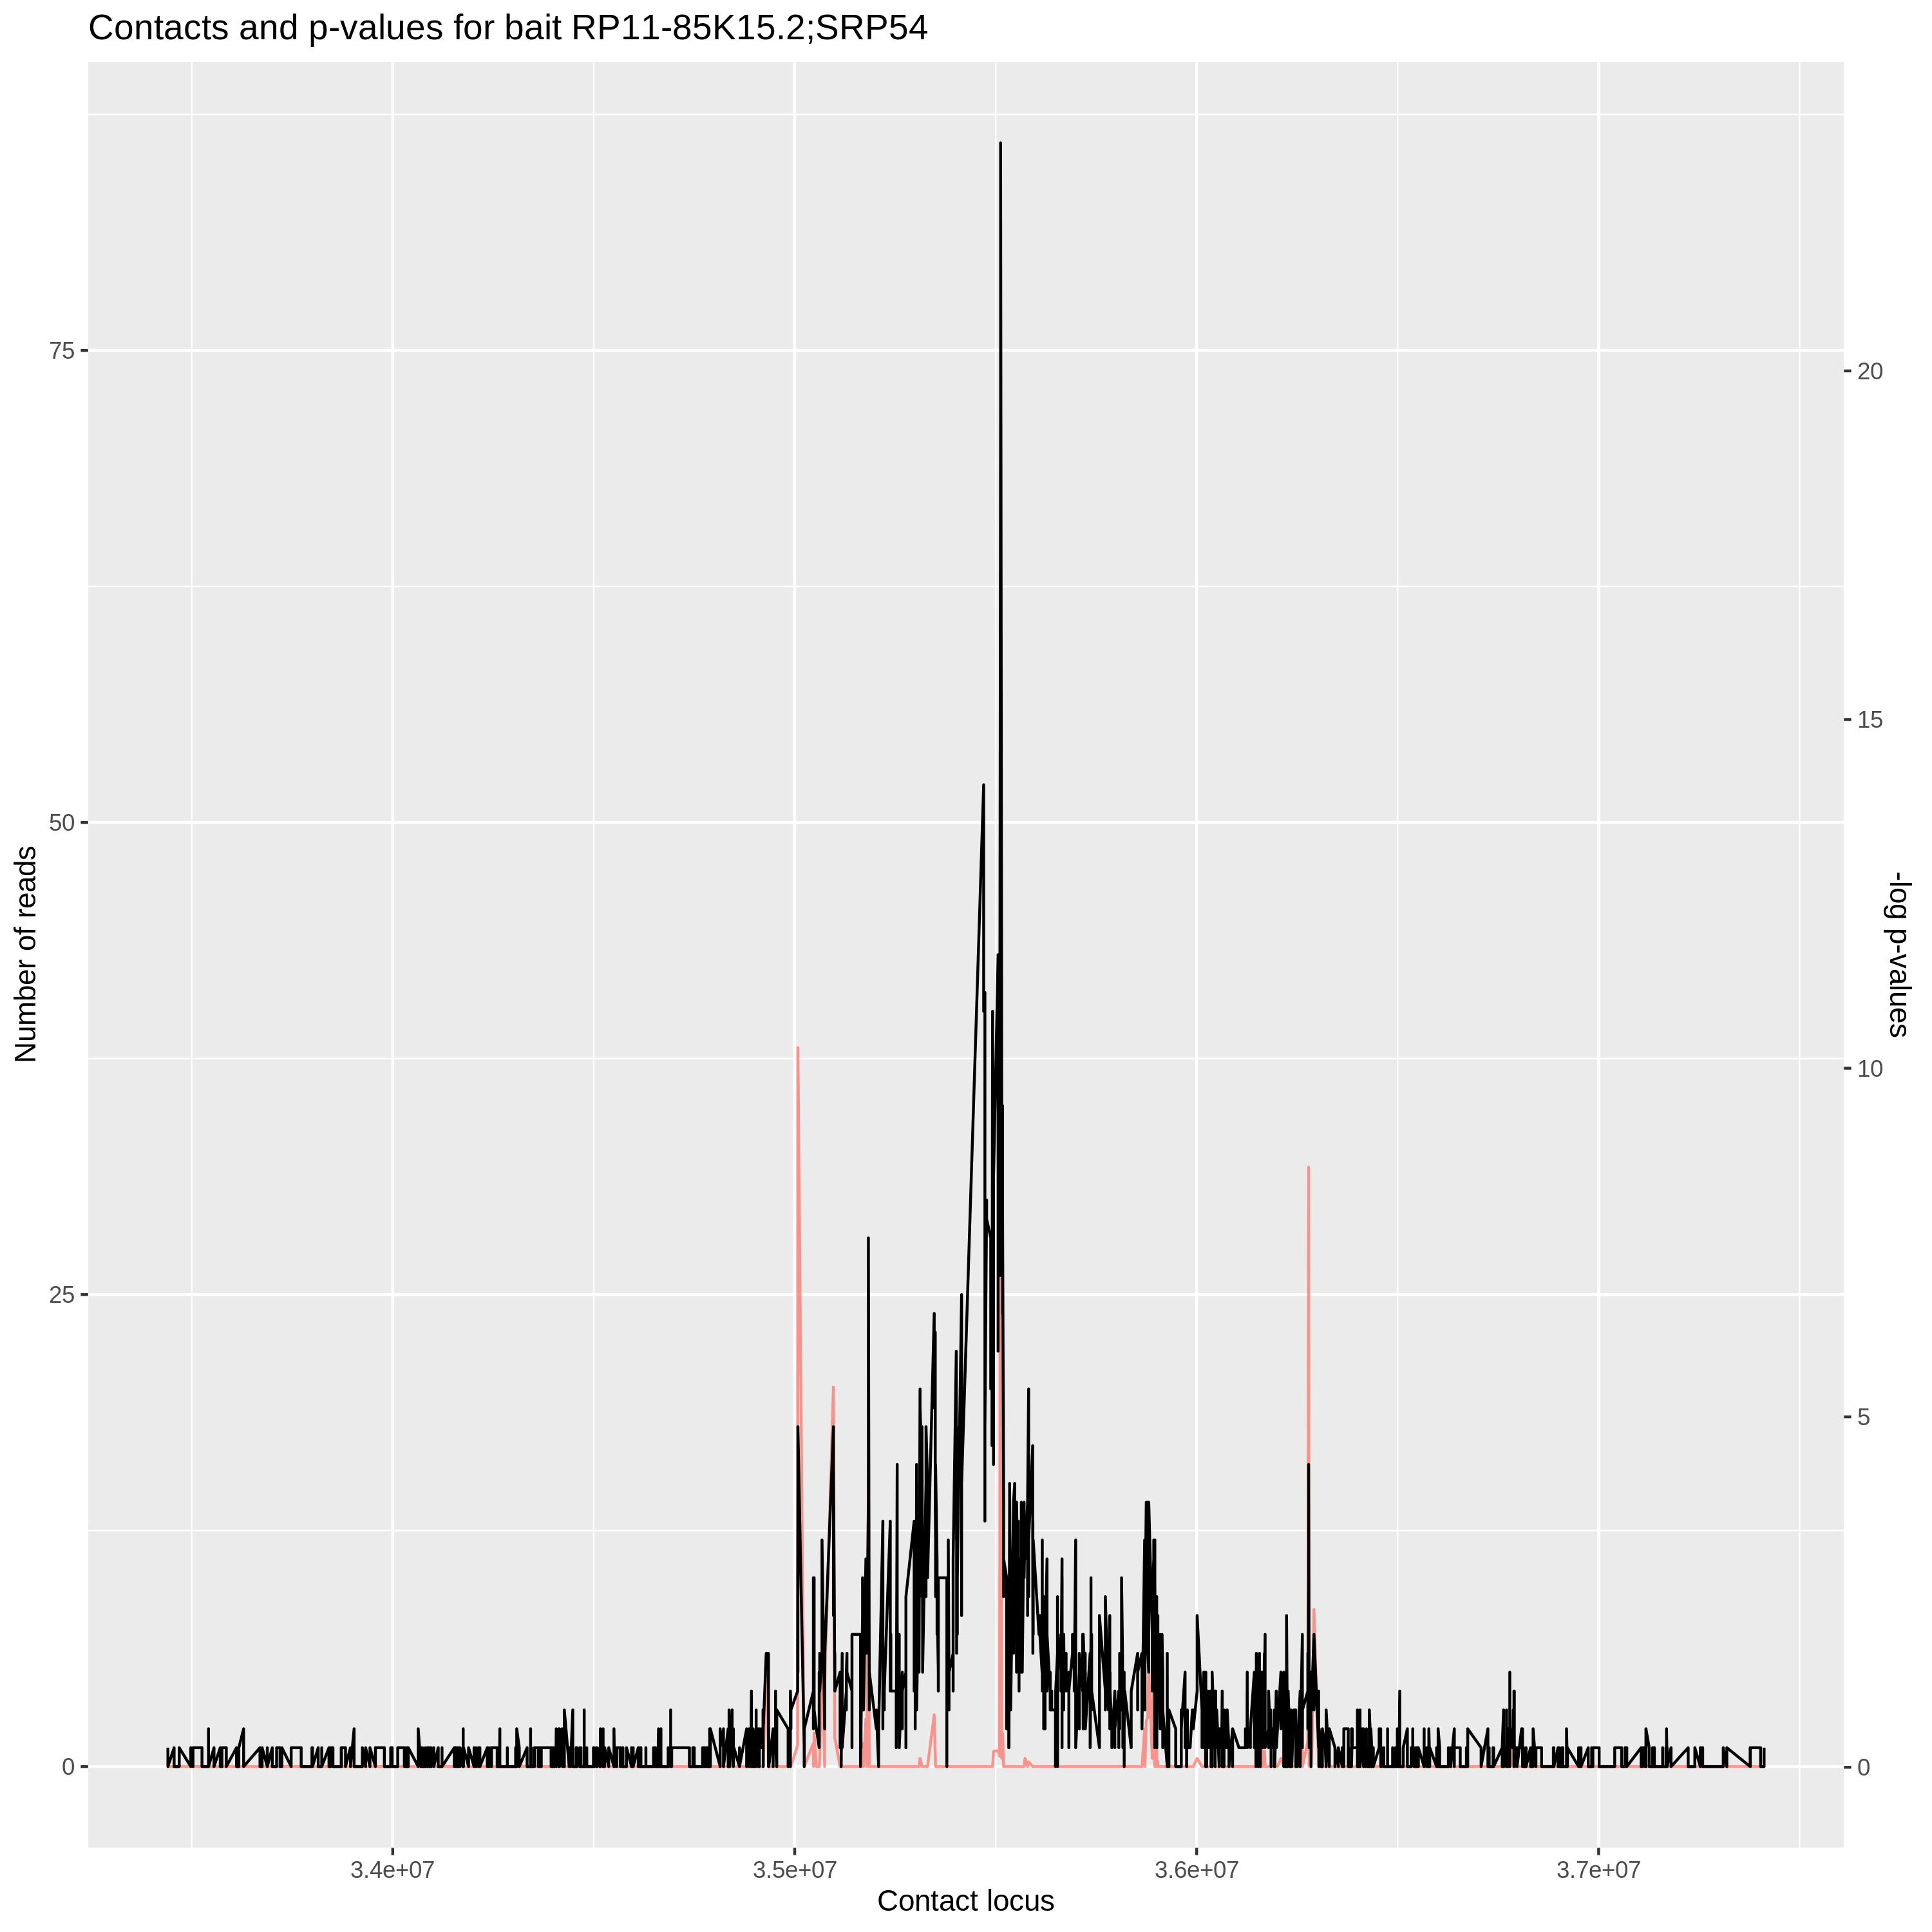 Contacts and p-values for bait RP11-85K15.2;SRP54
75
50
25
0
Number of reads
20
15
10
5
0
-log p-values
3.4e+07 3.5e+07 3.6e+07 3.7e+07
Contact locus